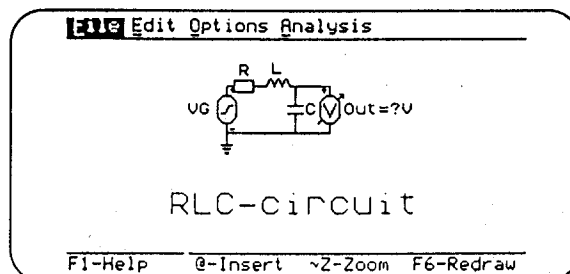 File Edit Options Analysis
R L
VG C Out=?V
RLC-circuit
F1-Help @-Insert ~Z-Zoom F6-Redraw